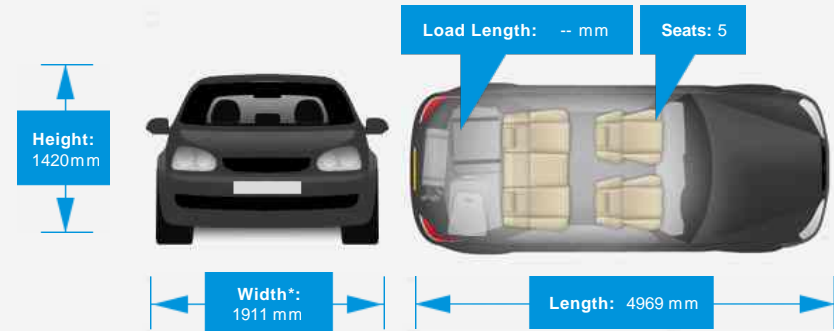 Load Length: -- mm
Seats: 5
Height:
1420mm
Width*:
1911 mm
Length: 4969 mm